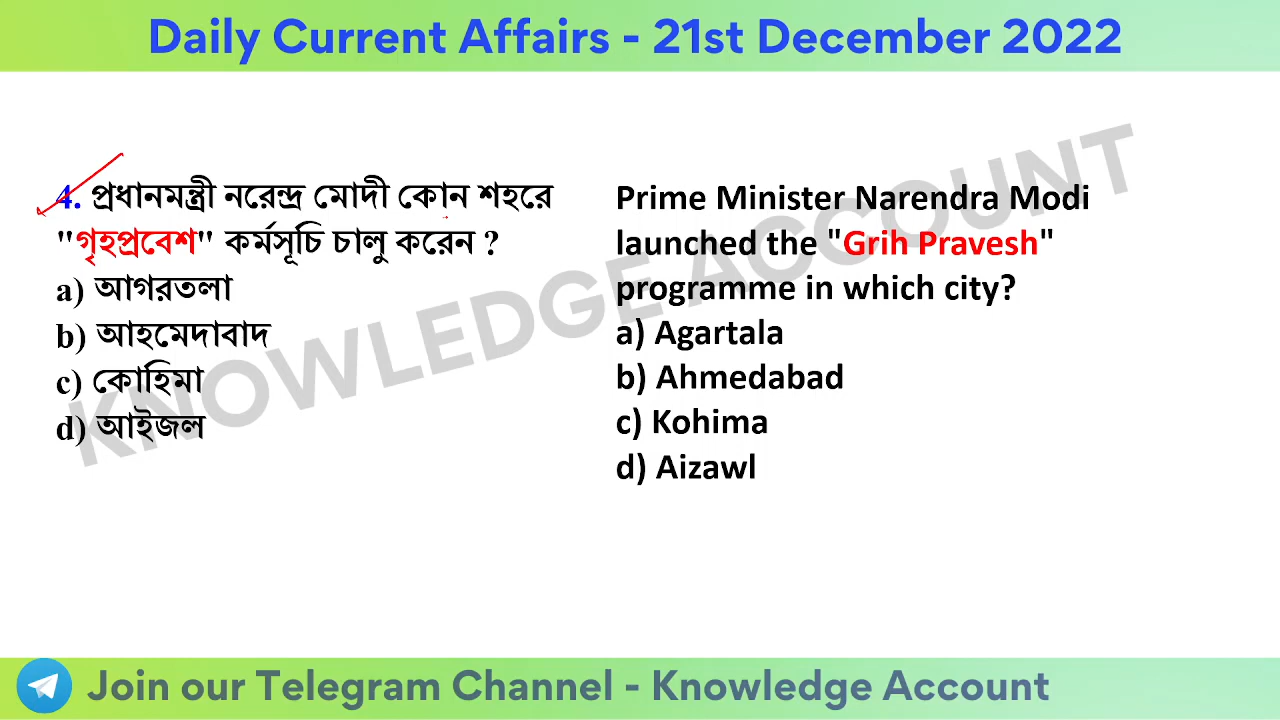 Daily Current Affairs - 21st December 2022
4. প্রধানমন্ত্রী নরেন্দ্র মোদী কোন শহরে
"গৃহপ্রবেশ" কর্মসূচি চালু করেন ?
a) আগরতলা
b) আহমেদাবাদ
c) কোহিমা
d) আইজল
Prime Minister Narendra Modi
launched the "Grih Pravesh"
programme in which city?
a) Agartala
b) Ahmedabad
c) Kohima
d) Aizawl
KNOWLEDGE ACCOUNT
Join our Telegram Channel - Knowledge Account